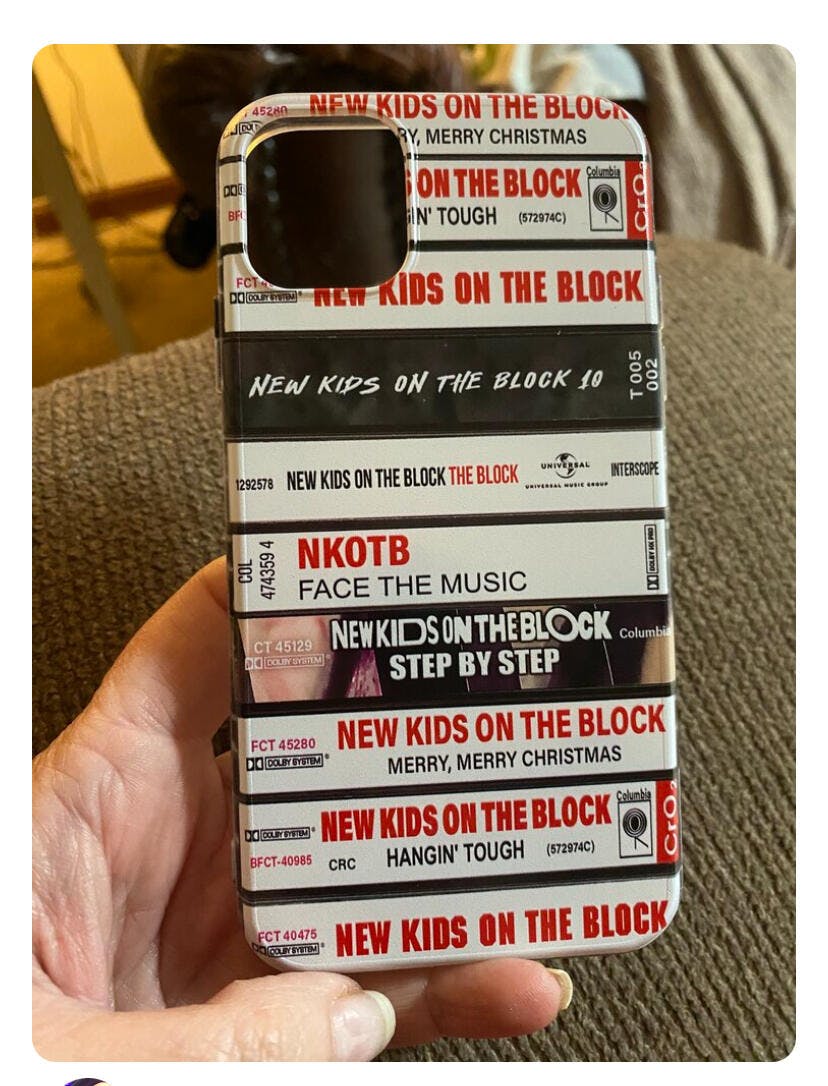 45280 NEW KIDS ON THE BLOCK
MERRY CHRISTMAS
ON THE BLOCK Columbia CrO2
TOUGH (572974C)
FCT
DOLBY SYSTEM NEW KIDS ON THE BLOCK
NEW KIDS ON THE BLOCK 10 T 005 002
1292578 NEW KIDS ON THE BLOCK THE BLOCK UNIVERSAL INTERSCOPE
UNIVERSAL MUSIC GROUP
COL 474359 4 NKOTB DOLBY HX PRO
FACE THE MUSIC
CT 45129 NEW KIDS ON THE BLOCK Columbia
DOLBY SYSTEM STEP BY STEP
FCT 45280 NEW KIDS ON THE BLOCK
DOLBY SYSTEM® MERRY, MERRY CHRISTMAS
DOLBY SYSTEM® NEW KIDS ON THE BLOCK Columbia CrO2
BFCT-40985 CRC HANGIN' TOUGH (572974C)
FCT 40475 NEW KIDS ON THE BLOCK
DOLBY SYSTEM®